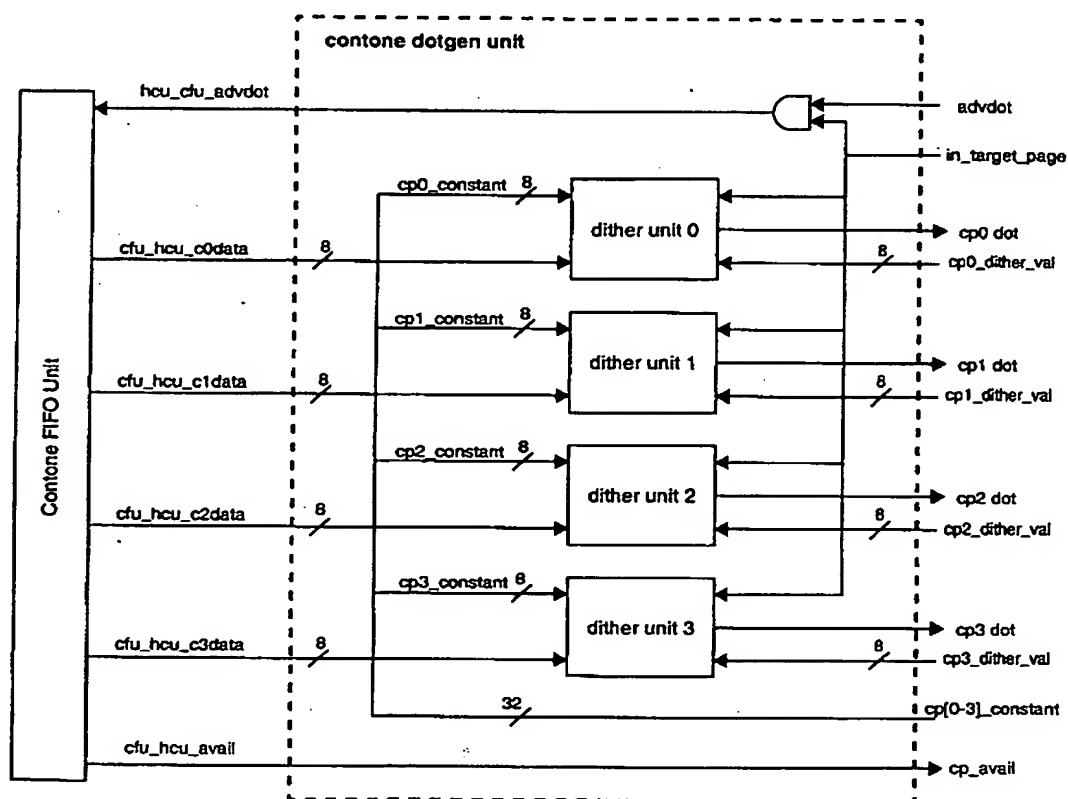 contone dotgen unit
hcu_cfu_advdot
advdot
in_target_page
cp0_constant
8
dither unit 0
cp0 dot
cfu_hcu_c0data
8
8
cp0_dither_val
cp1_constant
8
dither unit 1
cp1 dot
cfu_hcu_c1data
8
8
cp1_dither_val
Contone FIFO Unit
cp2_constant
8
dither unit 2
cp2 dot
cfu_hcu_c2data
8
8
cp2_dither_val
cp3_constant
8
dither unit 3
cp3 dot
cfu_hcu_c3data
8
8
cp3_dither_val
32
cp[0-3]_constant
cfu_hcu_avail
cp_avail